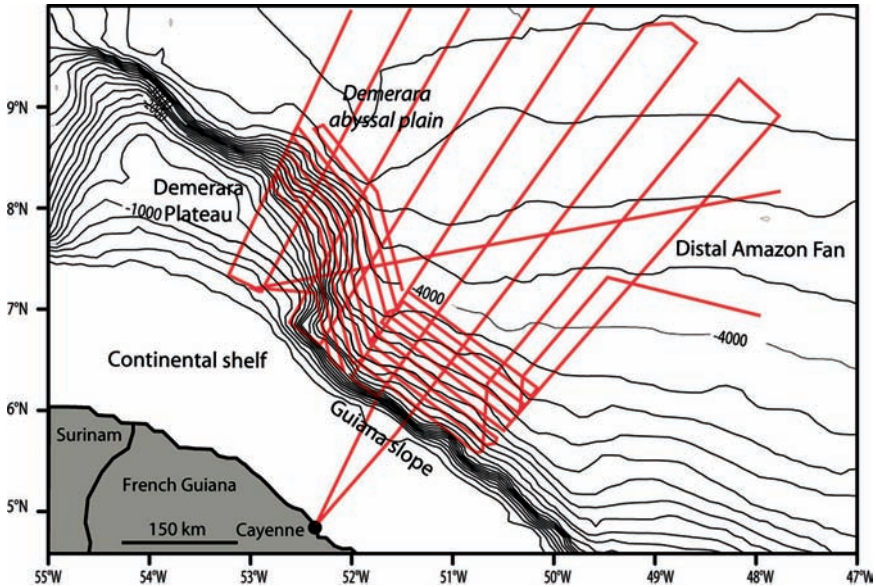 9°N
8°N
7°N
6°N
5°N
Demerara
abyssal plain
Demerara
Plateau
-1000
Distal Amazon Fan
-4000
-4000
Continental shelf
Guiana slope
Surinam
French Guiana
150 km
Cayenne
55°W
54°W
53°W
52°W
51°W
50°W
49°W
48°W
47°W